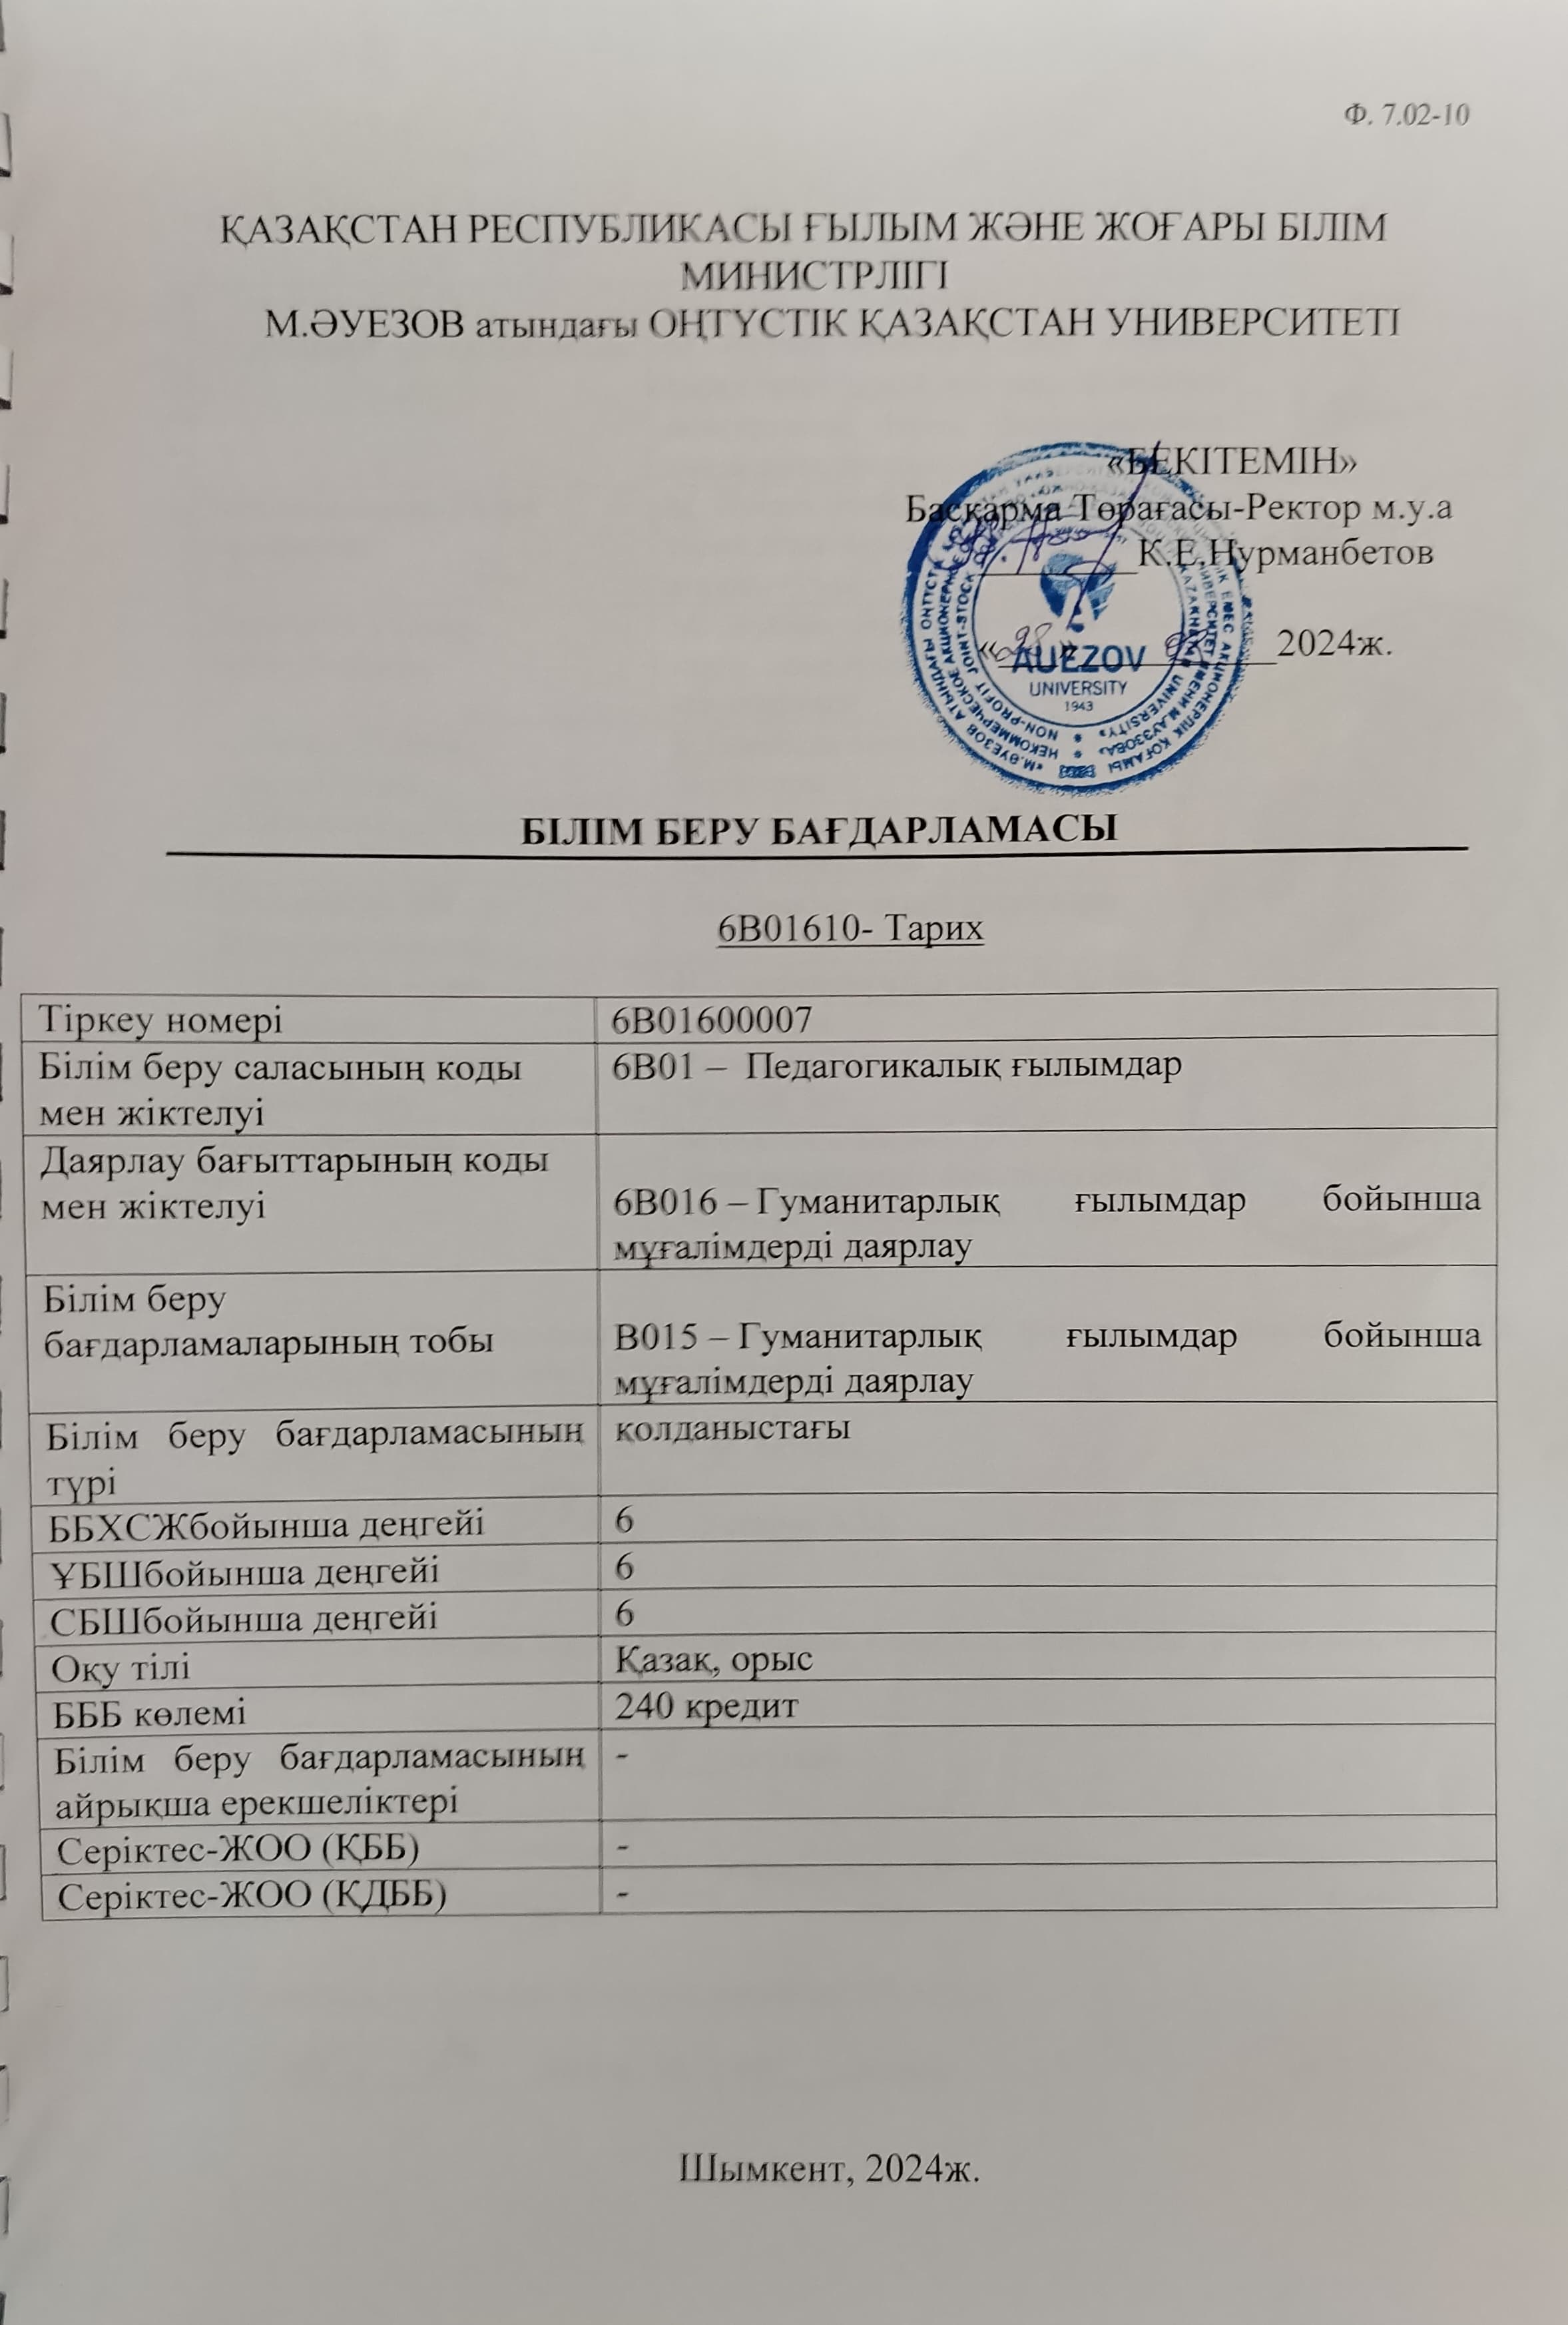 Ф. 7.02-10
ҚАЗАҚСТАН РЕСПУБЛИКАСЫ ҒЫЛЫМ ЖӘНЕ ЖОҒАРЫ БІЛІМ
МИНИСТРЛІГІ
М.ӘУЕЗОВ атындағы ОҢТҮСТІК ҚАЗАҚСТАН УНИВЕРСИТЕТІ
«БЕКІТЕМІН»
Басқарма Төрағасы-Ректор м.у.а
К.Е.Нурманбетов
«28» 2024ж.
AUEZOV
UNIVERSITY
1943
БІЛІМ БЕРУ БАҒДАРЛАМАСЫ
6В01610- Тарих
Тіркеу номері
6В01600007
Білім беру саласының коды
мен жіктелуі
6В01 – Педагогикалық ғылымдар
Даярлау бағыттарының коды
мен жіктелуі
6В016 – Гуманитарлық ғылымдар бойынша
мұғалімдерді даярлау
Білім беру
бағдарламаларының тобы
В015 – Гуманитарлық ғылымдар бойынша
мұғалімдерді даярлау
Білім беру бағдарламасының
түрі
қолданыстағы
ББХСЖбойынша деңгейі
6
ҰБШбойынша деңгейі
6
СБШбойынша деңгейі
6
Оқу тілі
Қазақ, орыс
БББ көлемі
240 кредит
Білім беру бағдарламасының
айрықша ерекшеліктері
-
Серіктес-ЖОО (ҚББ)
-
Серіктес-ЖОО (ҚДББ)
-
Шымкент, 2024ж.